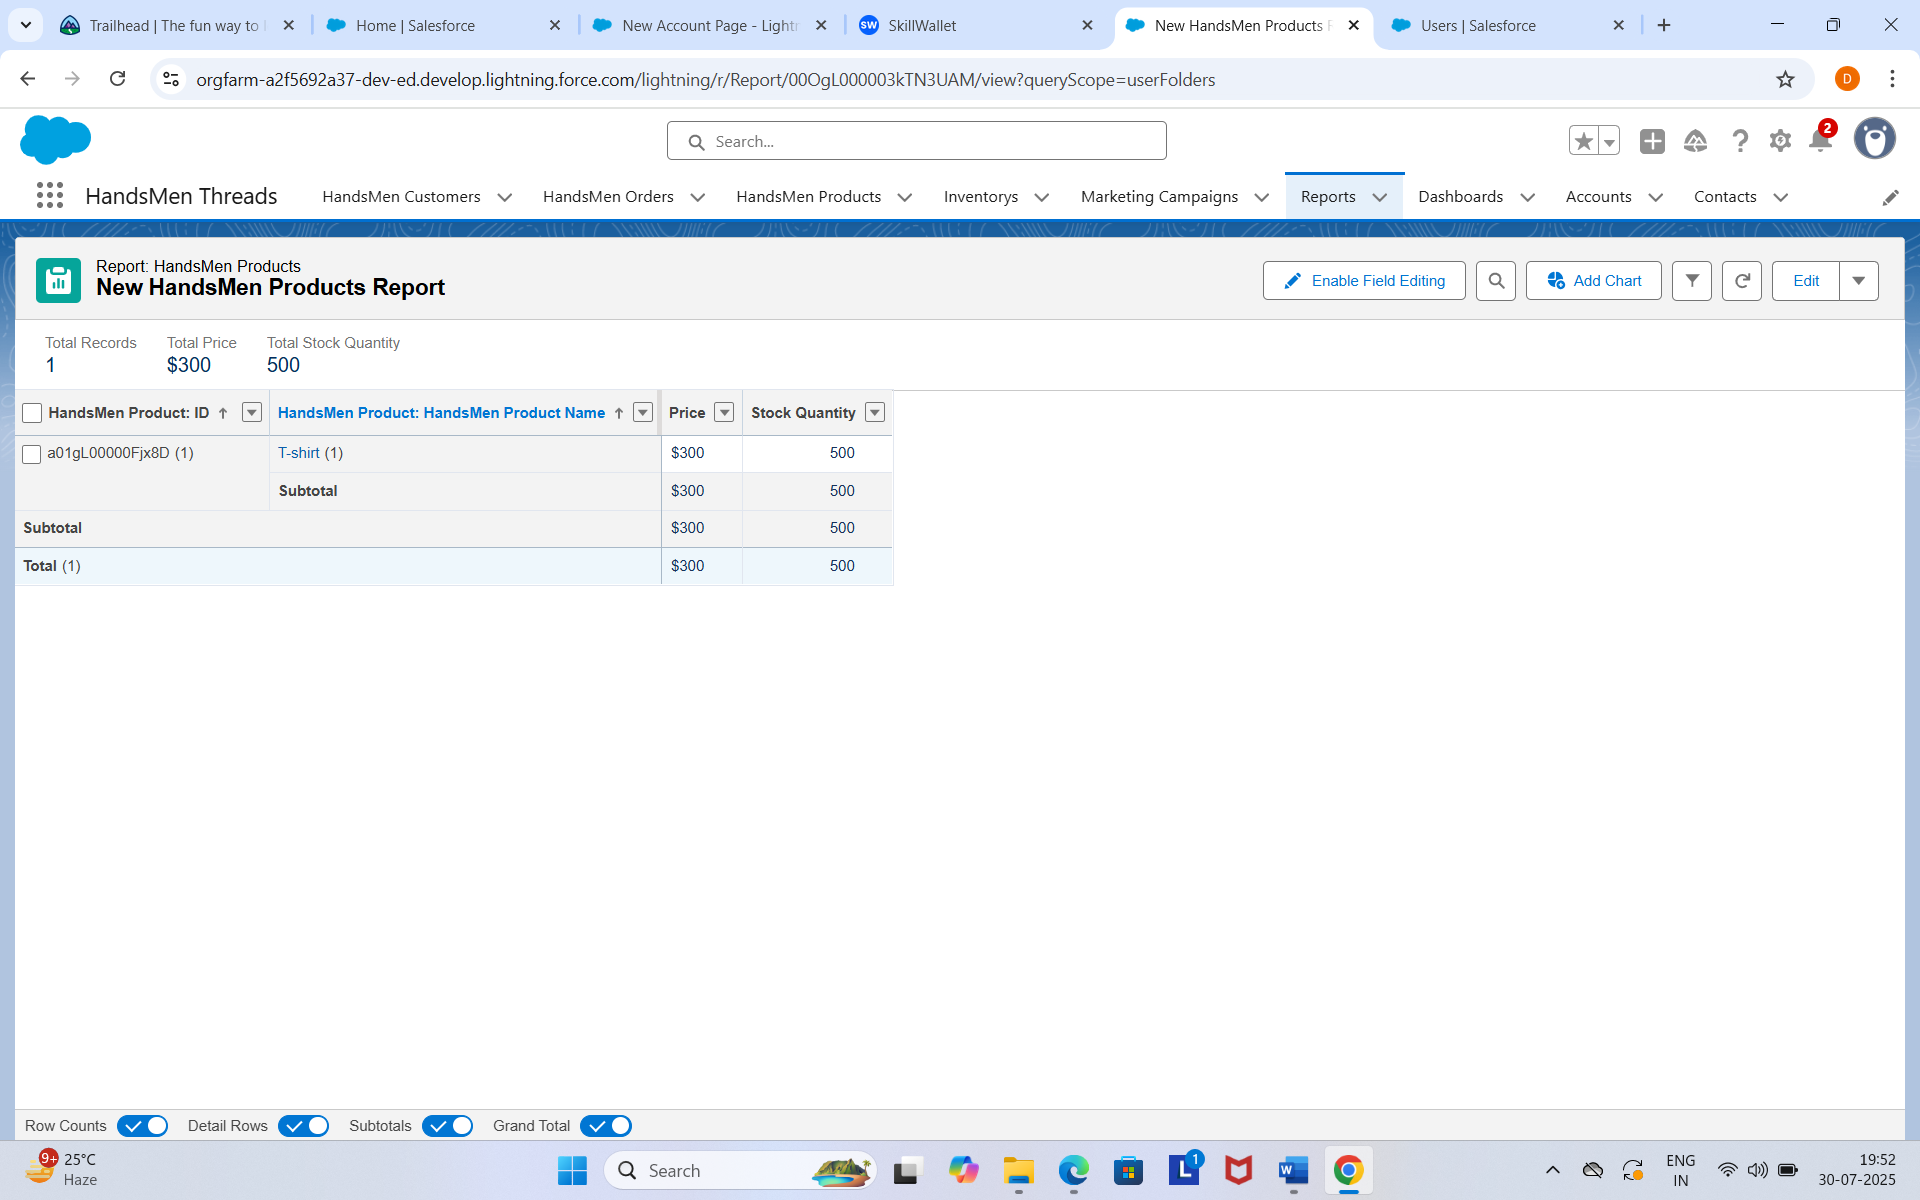 Trailhead | The fun way to
Home | Salesforce
New Account Page - Light
SW SkillWallet
New HandsMen Products
Users | Salesforce
orgfarm-a2f5692a37-dev-ed.develop.lightning.force.com/lightning/r/Report/00OgL000003kTN3UAM/view?queryScope=userFolders
D
Search...
2
HandsMen Threads HandsMen Customers HandsMen Orders HandsMen Products Inventorys Marketing Campaigns Reports Dashboards Accounts Contacts
Report: HandsMen Products
New HandsMen Products Report
Enable Field Editing Add Chart Edit
Total Records Total Price Total Stock Quantity
1 $300 500
HandsMen Product: ID ↑ HandsMen Product: HandsMen Product Name ↑ Price Stock Quantity
a01gL00000Fjx8D (1) T-shirt (1) $300 500
Subtotal $300 500
Subtotal $300 500
Total (1) $300 500
Row Counts Detail Rows Subtotals Grand Total
9+ 25°C
Haze
Search
L 1
W
ENG
IN
19:52
30-07-2025